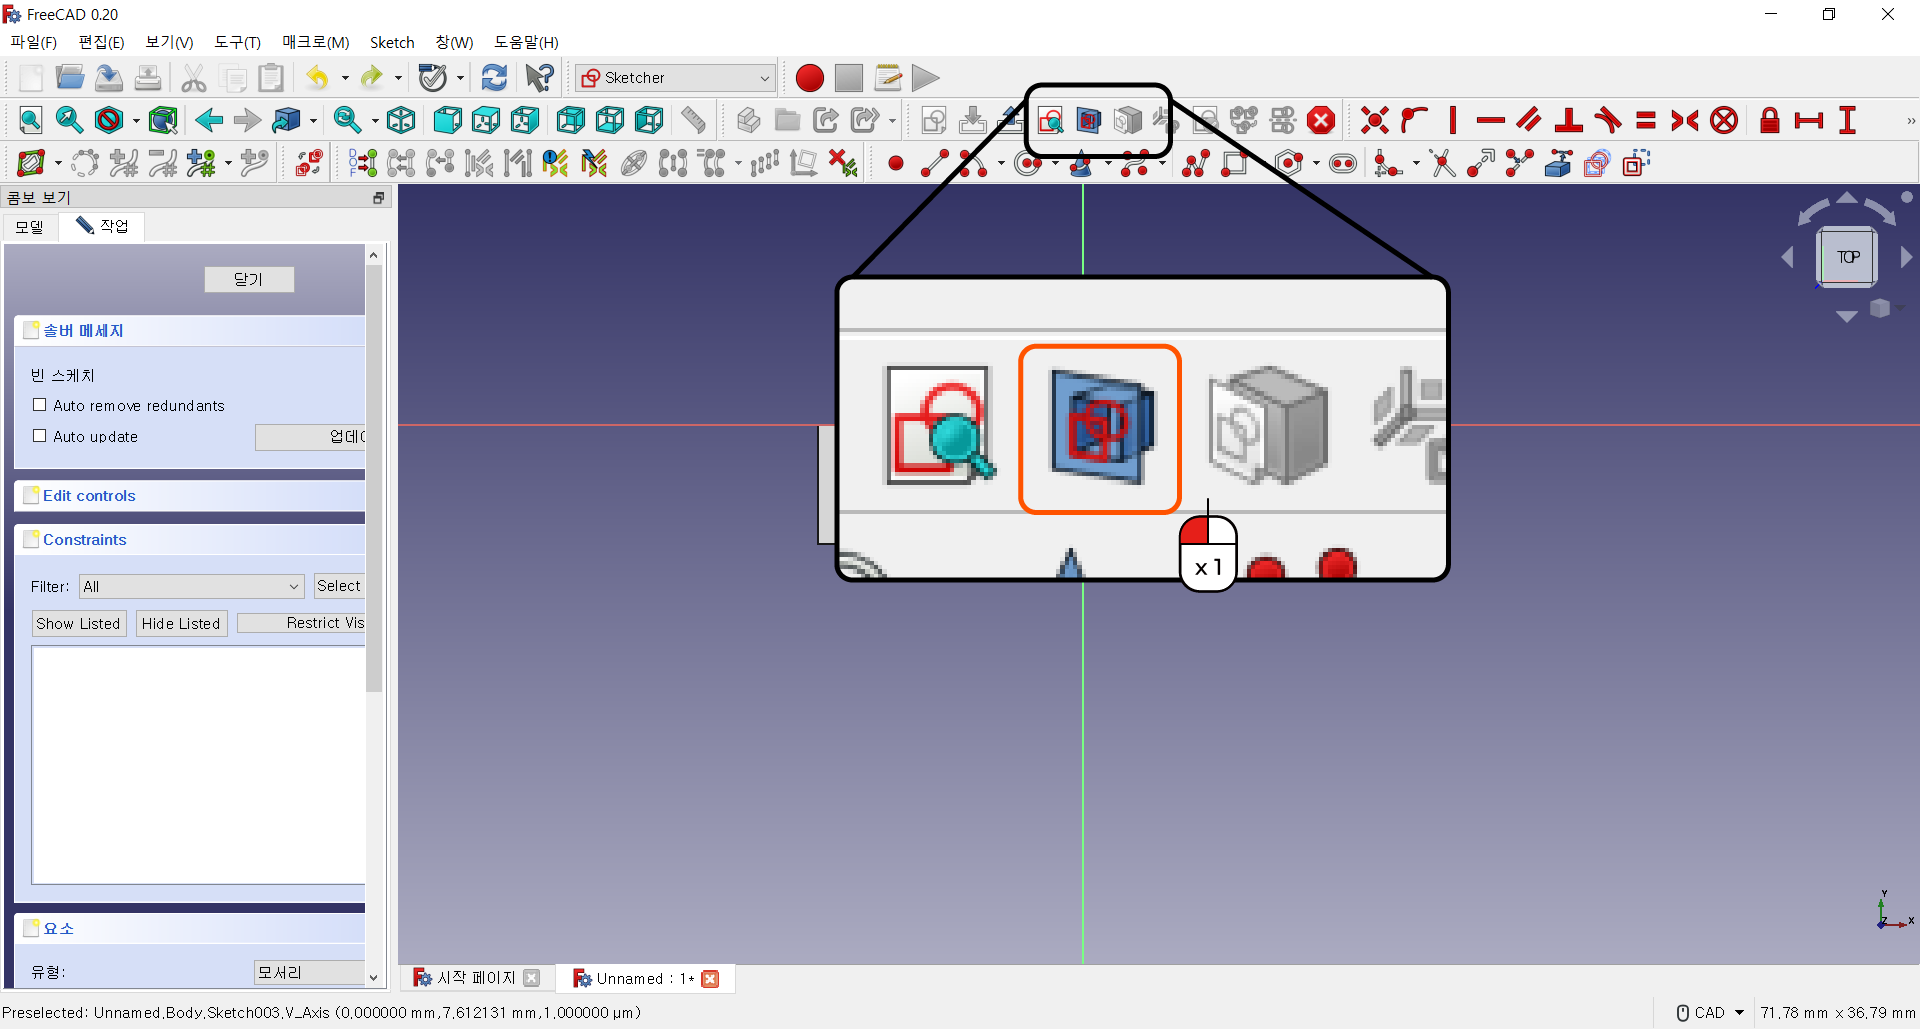 FreeCAD 0.20
파일(F) 편집(E) 보기(V) 도구(T) 매크로(M) Sketch 창(W) 도움말(H)
Sketcher
콤보 보기
모델 작업
TOP
닫기
솔버 메세지
빈 스케치
Auto remove redundants
Auto update
업데이
Edit controls
Constraints
Filter: All Select
Show Listed Hide Listed Restrict Vis
x 1
요소
유형: 모서리
Y
Z X
시작 페이지 Unnamed : 1*
Preselected: Unnamed.Body.Sketch003.V_Axis (0.000000 mm,7.612131 mm,1.000000 μm)
CAD 71.78 mm x 36.79 mm